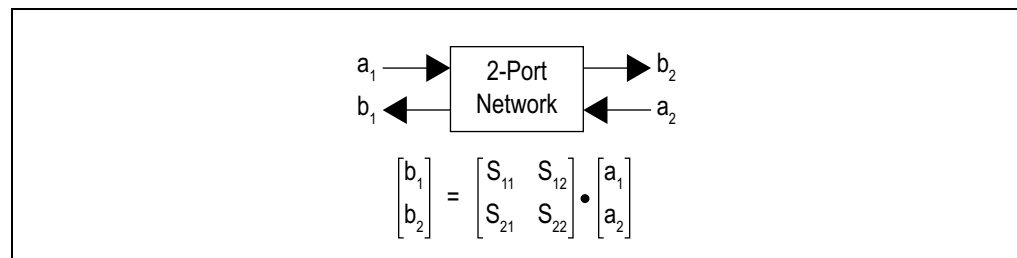 a₁ 2-Port b₂
b₁ Network a₂
[b₁] = [S₁₁ S₁₂] • [a₁]
[b₂] [S₂₁ S₂₂] [a₂]